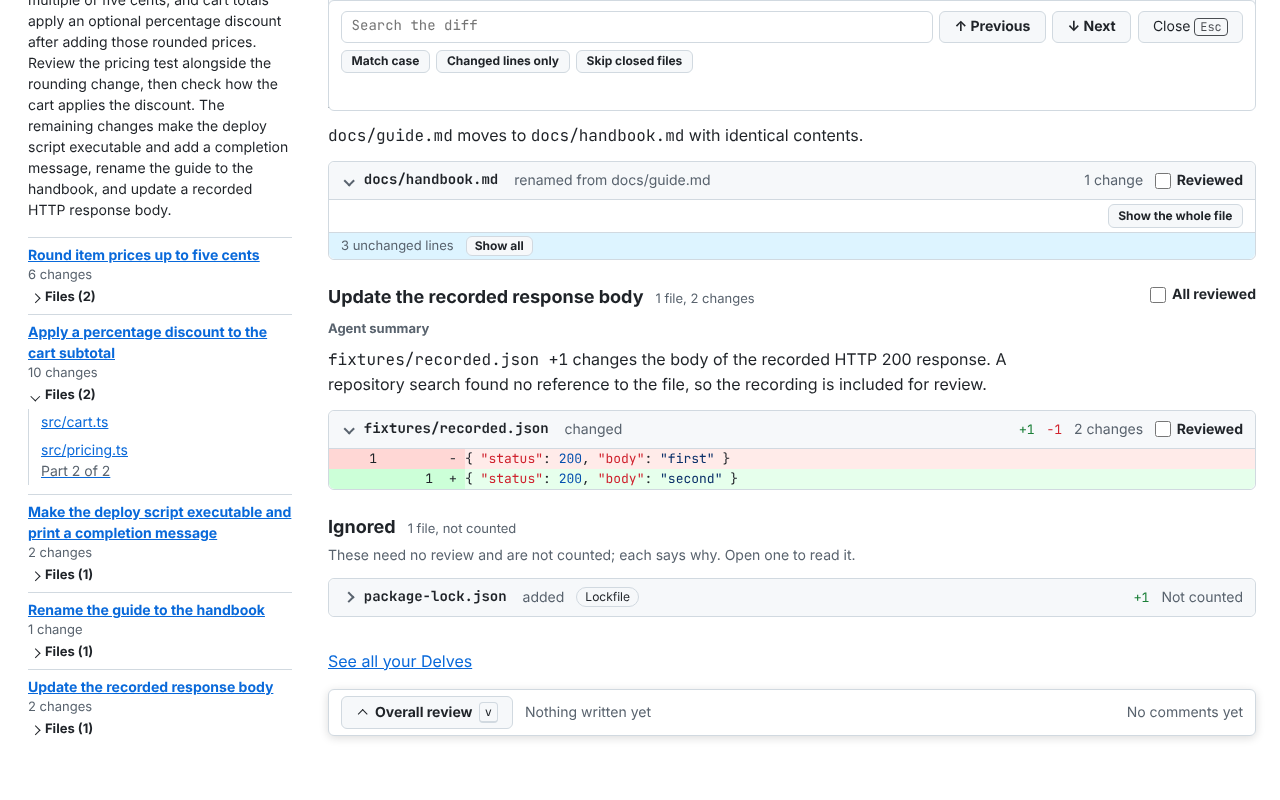 apply an optional percentage discount
after adding those rounded prices.
Review the pricing test alongside the
rounding change, then check how the
cart applies the discount. The
remaining changes make the deploy
script executable and add a completion
message, rename the guide to the
handbook, and update a recorded
HTTP response body.
Round item prices up to five cents
6 changes
Files (2)
Apply a percentage discount to the
cart subtotal
10 changes
Files (2)
src/cart.ts
src/pricing.ts
Part 2 of 2
Make the deploy script executable and
print a completion message
2 changes
Files (1)
Rename the guide to the handbook
1 change
Files (1)
Update the recorded response body
2 changes
Files (1)
Search the diff
↑ Previous
↓ Next
Close Esc
Match case
Changed lines only
Skip closed files
docs/guide.md moves to docs/handbook.md with identical contents.
docs/handbook.md renamed from docs/guide.md 1 change Reviewed
Show the whole file
3 unchanged lines Show all
Update the recorded response body 1 file, 2 changes All reviewed
Agent summary
fixtures/recorded.json +1 changes the body of the recorded HTTP 200 response. A
repository search found no reference to the file, so the recording is included for review.
fixtures/recorded.json changed +1 -1 2 changes Reviewed
1 - { "status": 200, "body": "first" }
1 + { "status": 200, "body": "second" }
Ignored 1 file, not counted
These need no review and are not counted; each says why. Open one to read it.
package-lock.json added Lockfile +1 Not counted
See all your Delves
Overall review v Nothing written yet No comments yet